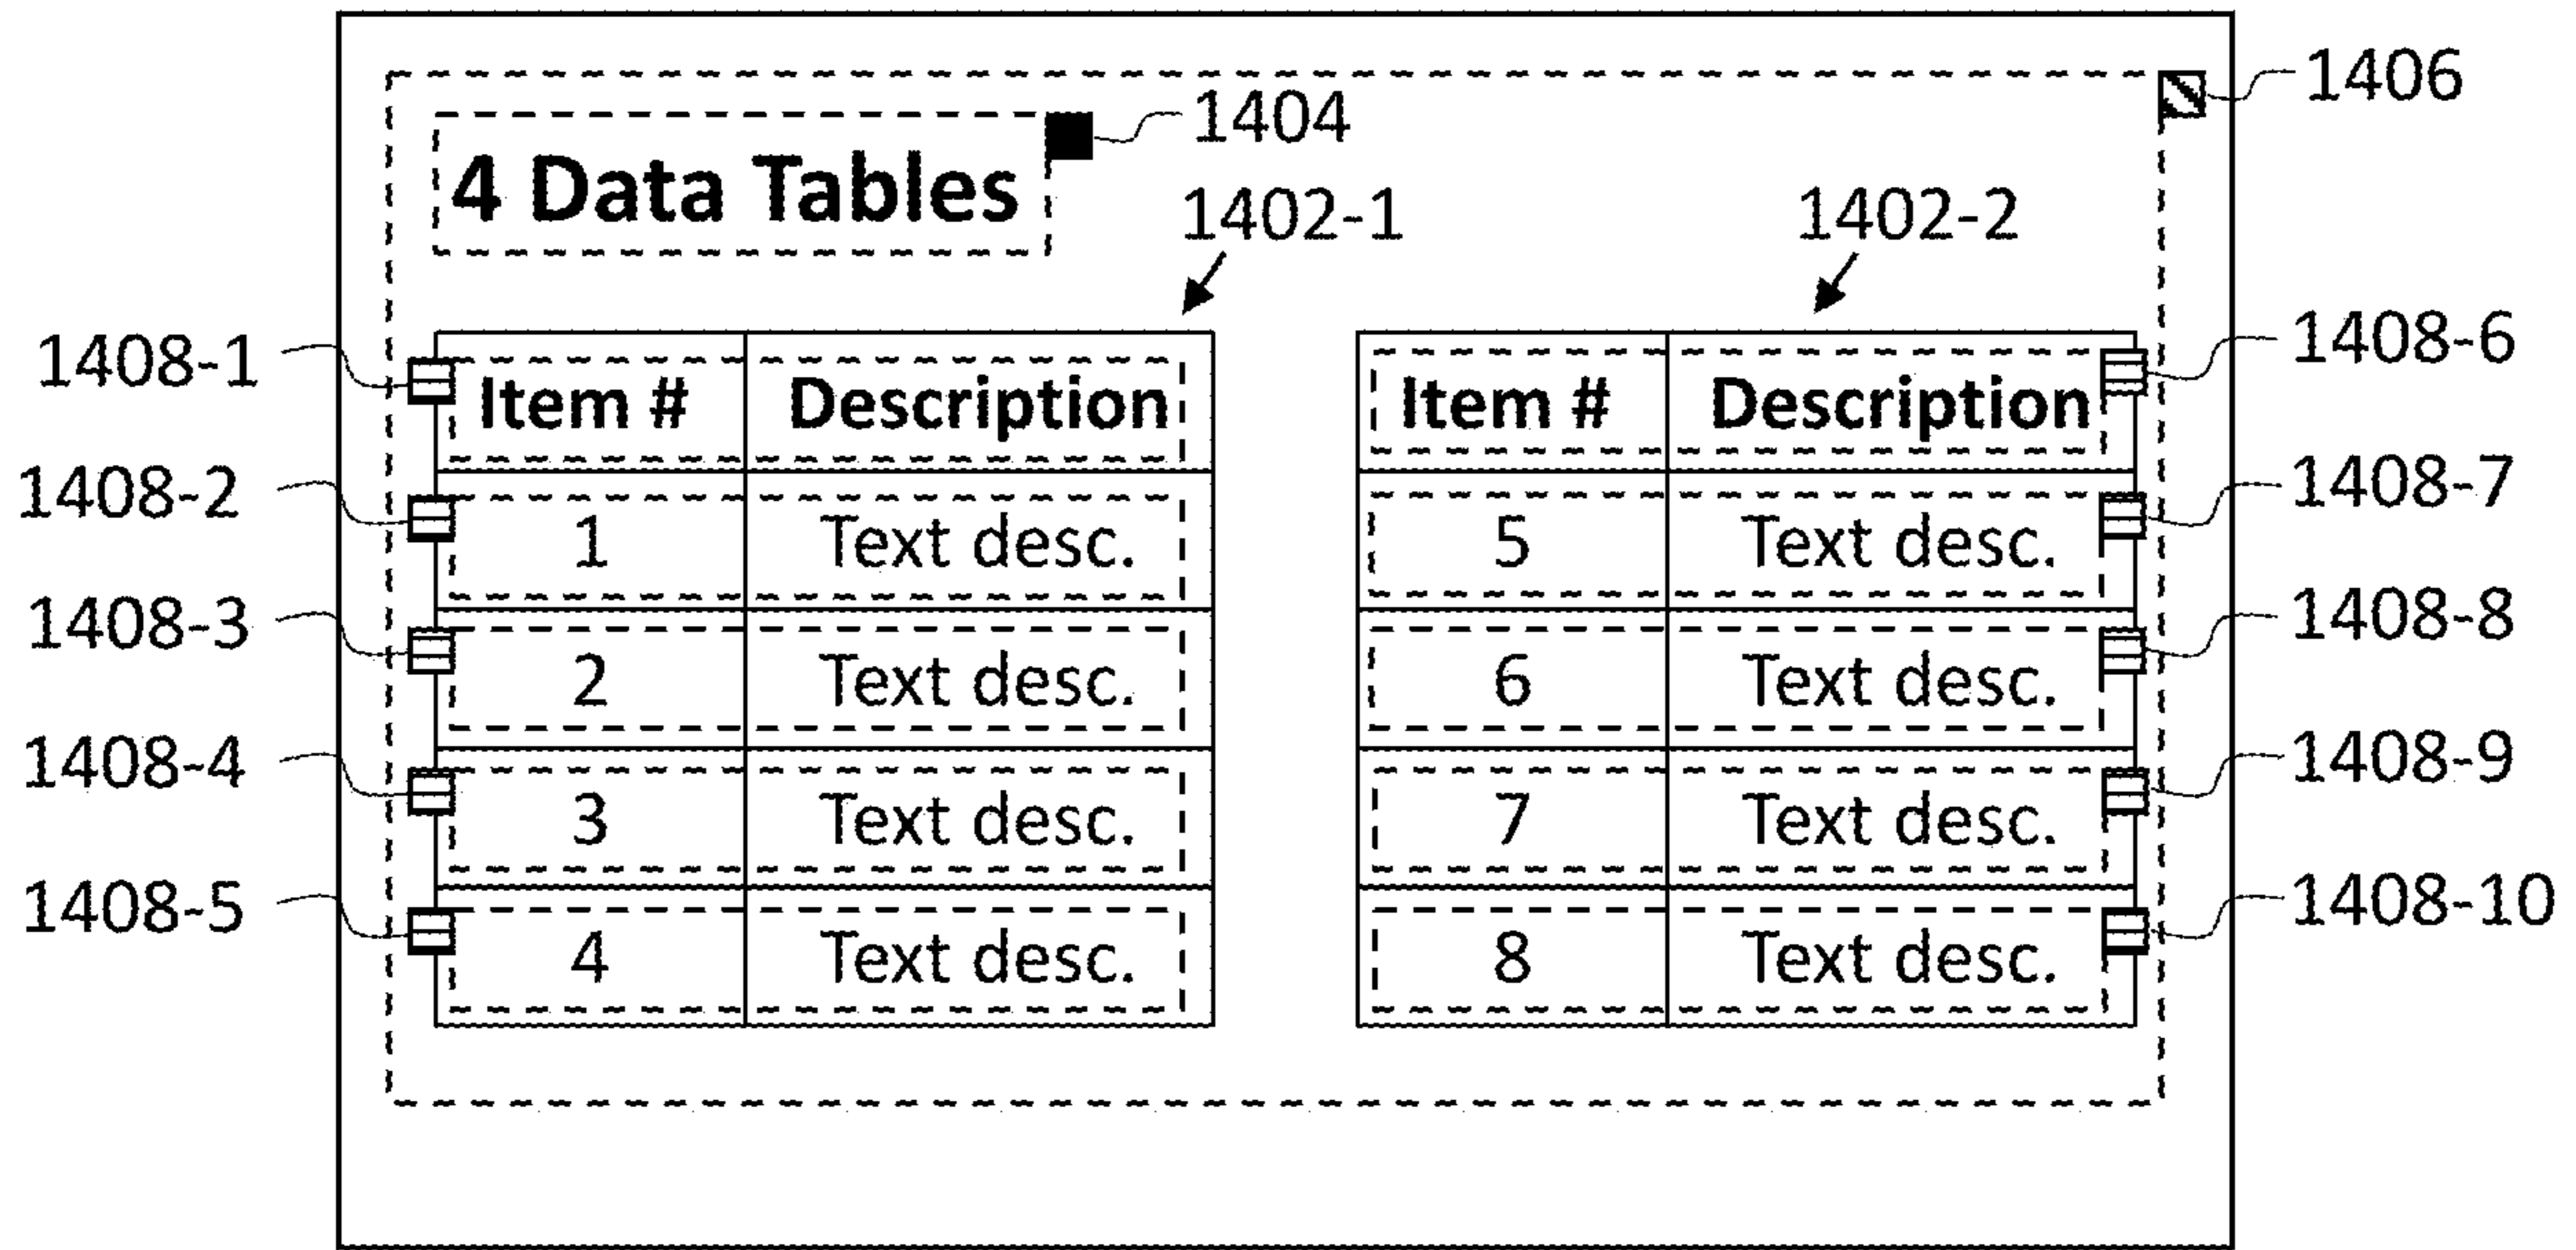 1406
1404
4 Data Tables
1402-1 1402-2
1408-1 Item # Description Item # Description 1408-6
1408-2 1 Text desc. 5 Text desc. 1408-7
1408-3 2 Text desc. 6 Text desc. 1408-8
1408-4 3 Text desc. 7 Text desc. 1408-9
1408-5 4 Text desc. 8 Text desc. 1408-10